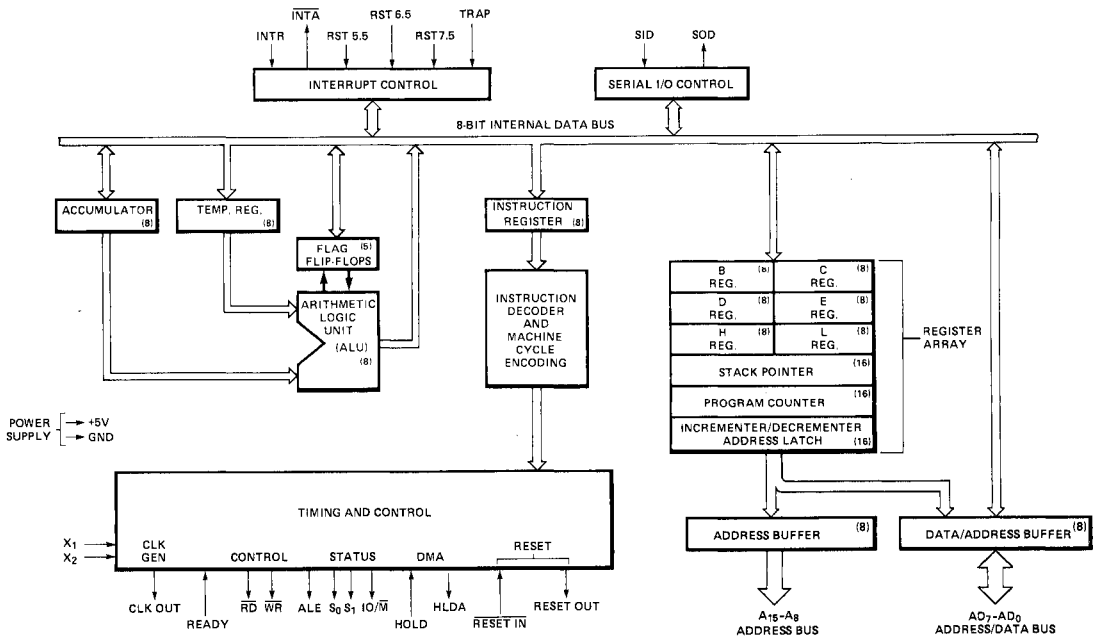 INTR
INTA
RST 5.5
RST 6.5
RST 7.5
TRAP
INTERRUPT CONTROL
SID
SOD
SERIAL I/O CONTROL
8-BIT INTERNAL DATA BUS
ACCUMULATOR
(8)
TEMP. REG.
(8)
FLAG (5)
FLIP-FLOPS
ARITHMETIC
LOGIC
UNIT
(ALU)
(8)
INSTRUCTION
REGISTER (8)
INSTRUCTION
DECODER
AND
MACHINE
CYCLE
ENCODING
B (8)
REG.
C (8)
REG.
D (8)
REG.
E (8)
REG.
H (8)
REG.
L (8)
REG.
STACK POINTER (16)
PROGRAM COUNTER (16)
INCREMENTER/DECREMENTER
ADDRESS LATCH (16)
REGISTER
ARRAY
POWER
SUPPLY
+5V
GND
TIMING AND CONTROL
X1
X2
CLK
GEN
CONTROL
STATUS
DMA
RESET
CLK OUT
READY
RD
WR
ALE
S0
S1
IO/M
HOLD
HLDA
RESET IN
RESET OUT
ADDRESS BUFFER (8)
DATA/ADDRESS BUFFER (8)
A15-A8
ADDRESS BUS
AD7-AD0
ADDRESS/DATA BUS